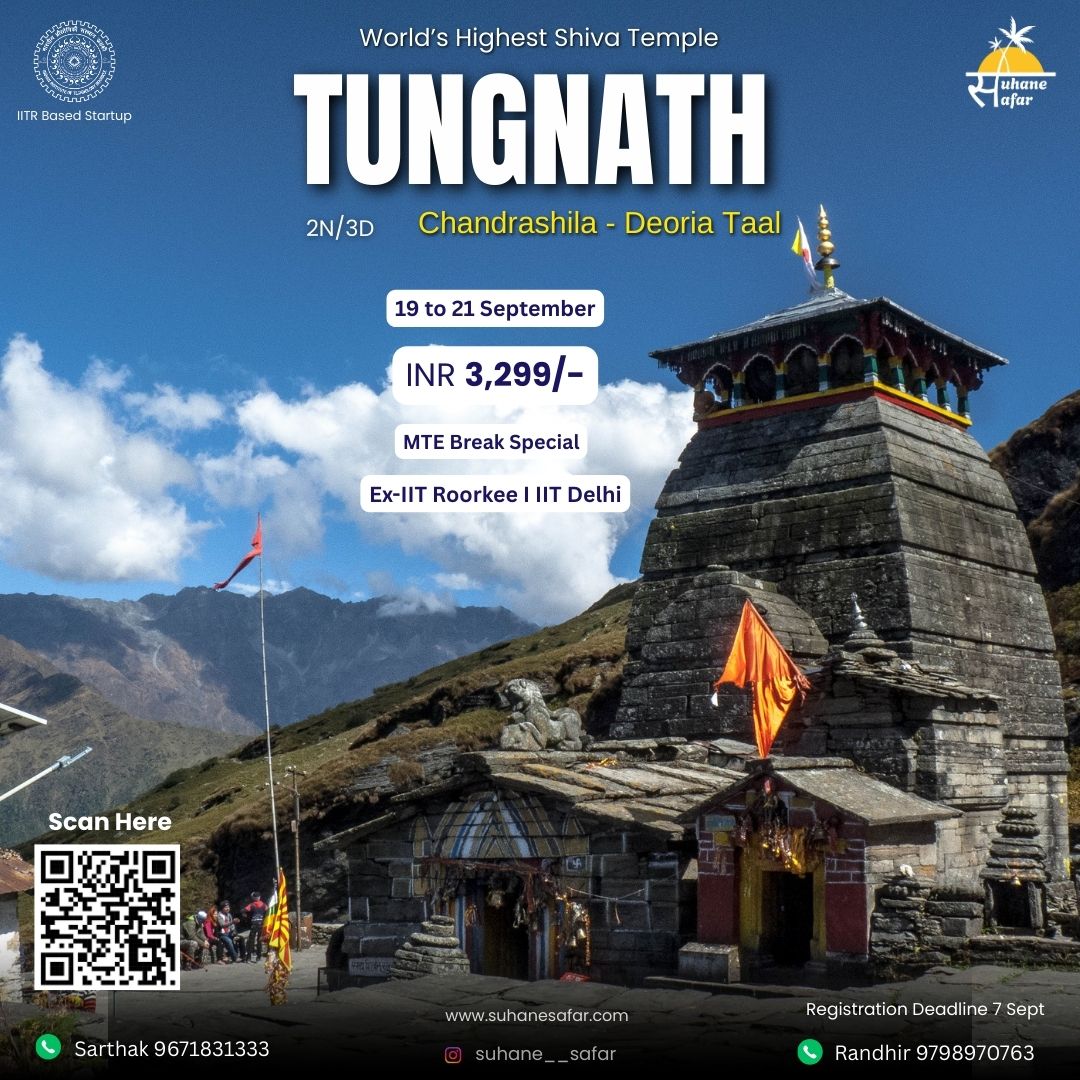 World's Highest Shiva Temple
IITR Based Startup
सuhane
afar
TUNGNATH
2N/3D
Chandrashila - Deoria Taal
19 to 21 September
INR 3,299/-
MTE Break Special
Ex-IIT Roorkee I IIT Delhi
Scan Here
www.suhanesafar.com
Registration Deadline 7 Sept
Sarthak 9671831333
suhane__safar
Randhir 9798970763